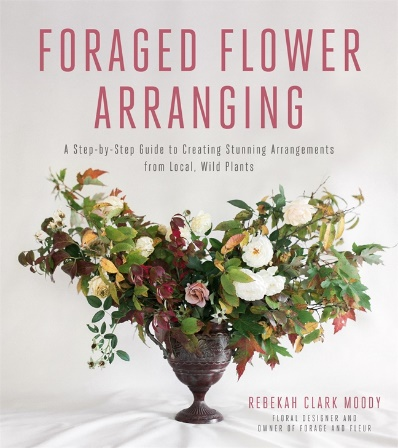 FORAGED FLOWER
ARRANGING
A Step-by-Step Guide to Creating Stunning Arrangements
from Local, Wild Plants
REBEKAH CLARK MOODY
FLORAL DESIGNER AND
OWNER OF FORAGE AND FLEUR